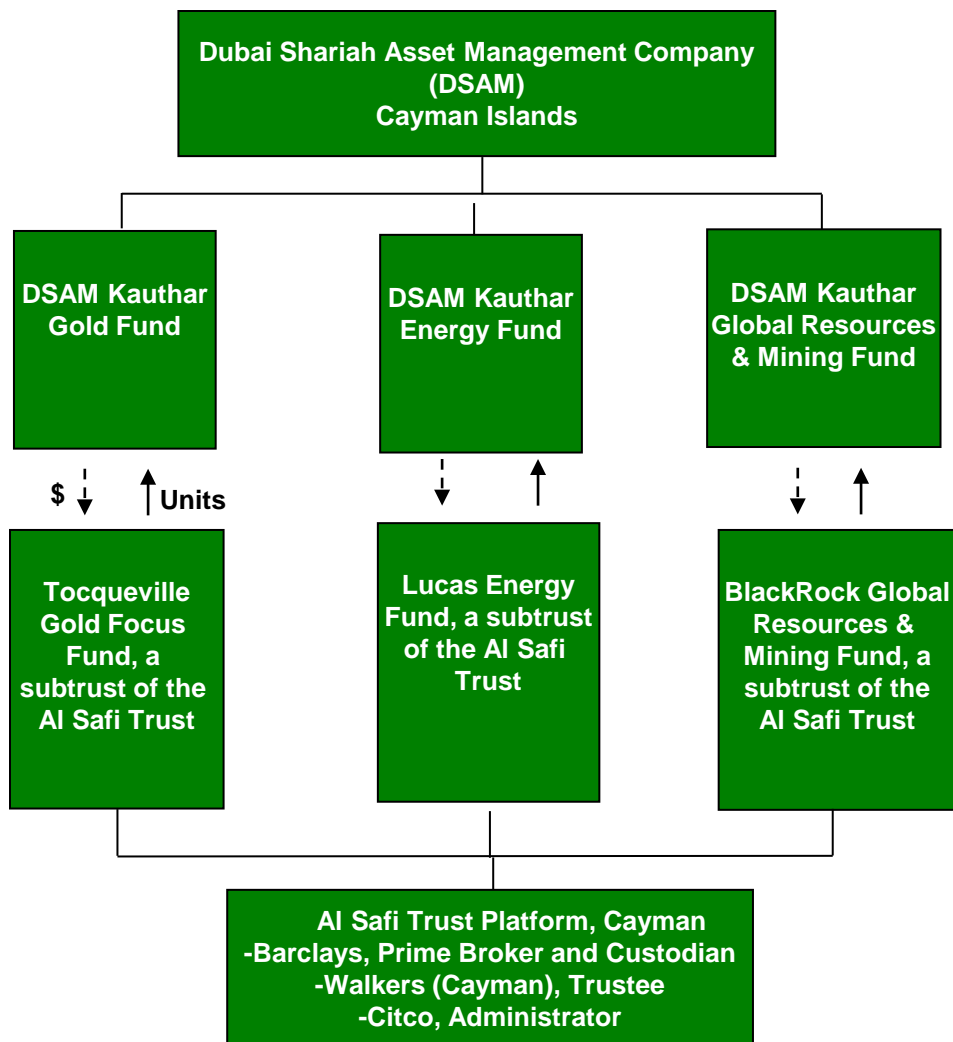 Dubai Shariah Asset Management Company
(DSAM)
Cayman Islands
DSAM Kauthar
Gold Fund
DSAM Kauthar
Energy Fund
DSAM Kauthar
Global Resources
& Mining Fund
$
Units
Tocqueville
Gold Focus
Fund, a
subtrust of the
Al Safi Trust
Lucas Energy
Fund, a subtrust
of the Al Safi
Trust
BlackRock Global
Resources &
Mining Fund, a
subtrust of the
Al Safi Trust
Al Safi Trust Platform, Cayman
-Barclays, Prime Broker and Custodian
-Walkers (Cayman), Trustee
-Citco, Administrator